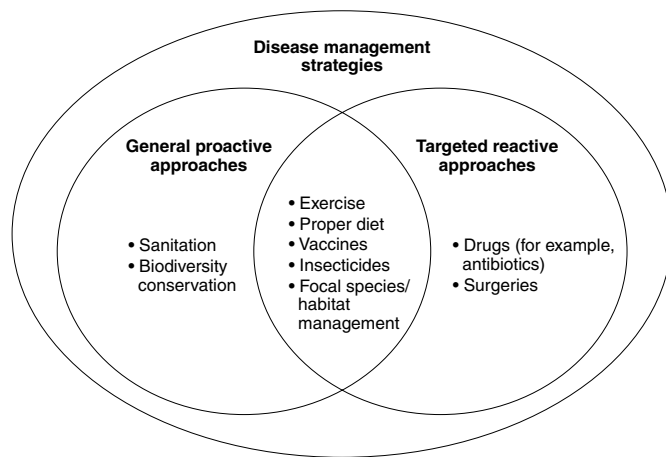 Disease management
strategies
General proactive
approaches
Targeted reactive
approaches
• Sanitation
• Biodiversity
conservation
• Exercise
• Proper diet
• Vaccines
• Insecticides
• Focal species/
habitat
management
• Drugs (for example,
antibiotics)
• Surgeries